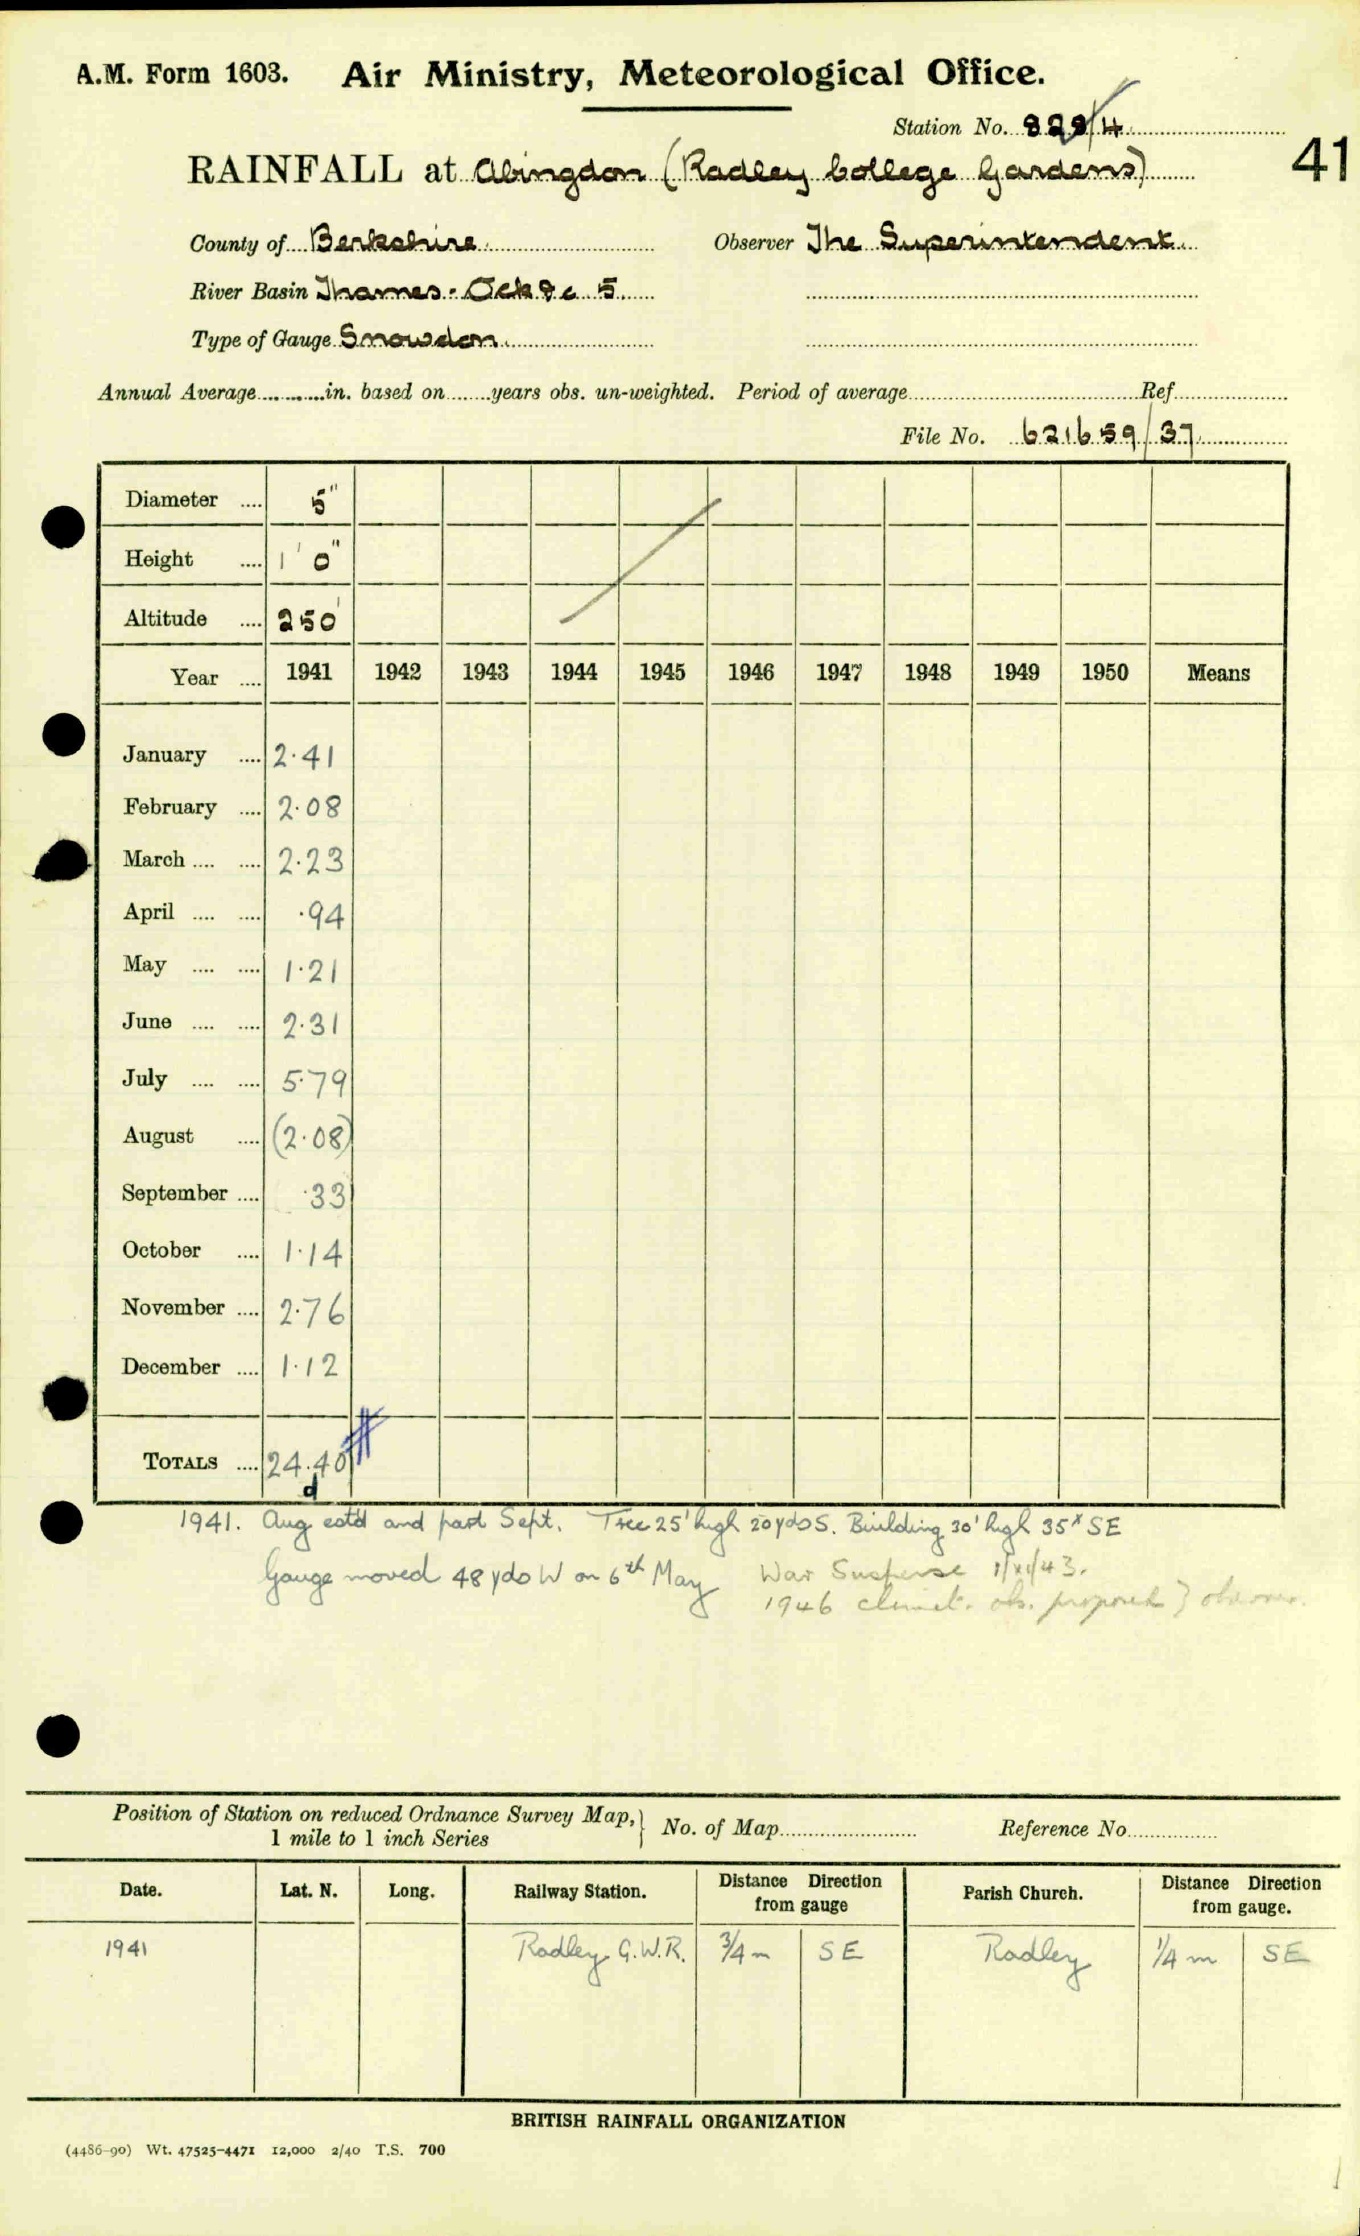 A.M. Form 1603. Air Ministry, Meteorological Office.
Station No. 828/4
41
RAINFALL at Abingdon (Radley College Gardens)
County of Berkshire Observer The Superintendent
River Basin Thames - Ock &c 5
Type of Gauge Snowdon
Annual Average in. based on years obs. un-weighted. Period of average Ref
File No. 621659/37
Diameter .... 5"
Height .... 1' 0"
Altitude .... 250'
Year .... 1941 1942 1943 1944 1945 1946 1947 1948 1949 1950 Means
January .... 2.41
February .... 2.08
March .... .... 2.23
April .... .... .94
May .... .... 1.21
June .... .... 2.31
July .... .... 5.79
August .... (2.08)
September .... .33
October .... 1.14
November .... 2.76
December .... 1.12
TOTALS .... 24.40
d
1941. Aug estd and part Sept. Tree 25' high 20 yds S. Building 30' high 35x SE
Gauge moved 48 yds W on 6th May War Suspense 1/XI/43.
1946 climat. obs. proposed
Position of Station on reduced Ordnance Survey Map, } No. of Map Reference No
1 mile to 1 inch Series
Date. Lat. N. Long. Railway Station. Distance Direction from gauge Parish Church. Distance Direction from gauge.
1941 Radley G.W.R. 3/4 m SE Radley 1/4 m SE
BRITISH RAINFALL ORGANIZATION
(4486-90) Wt. 47525-4471 12,000 2/40 T.S. 700